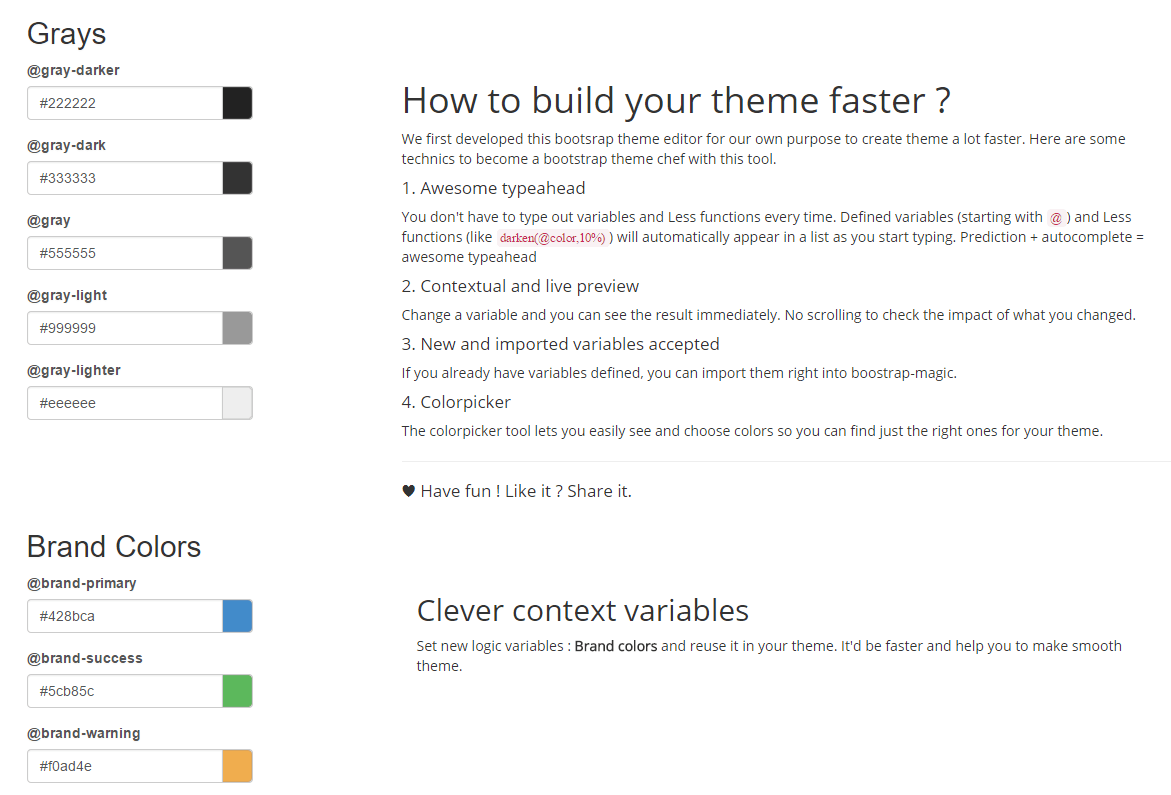 Grays
@gray-darker
#222222
@gray-dark
#333333
@gray
#555555
@gray-light
#999999
@gray-lighter
#eeeeee
How to build your theme faster ?
We first developed this bootsrap theme editor for our own purpose to create theme a lot faster. Here are some
technics to become a bootstrap theme chef with this tool.
1. Awesome typeahead
You don't have to type out variables and Less functions every time. Defined variables (starting with @ ) and Less
functions (like darken(@color,10%) ) will automatically appear in a list as you start typing. Prediction + autocomplete =
awesome typeahead
2. Contextual and live preview
Change a variable and you can see the result immediately. No scrolling to check the impact of what you changed.
3. New and imported variables accepted
If you already have variables defined, you can import them right into boostrap-magic.
4. Colorpicker
The colorpicker tool lets you easily see and choose colors so you can find just the right ones for your theme.
♥ Have fun ! Like it ? Share it.
Brand Colors
@brand-primary
#428bca
@brand-success
#5cb85c
@brand-warning
#f0ad4e
Clever context variables
Set new logic variables : Brand colors and reuse it in your theme. It'd be faster and help you to make smooth
theme.